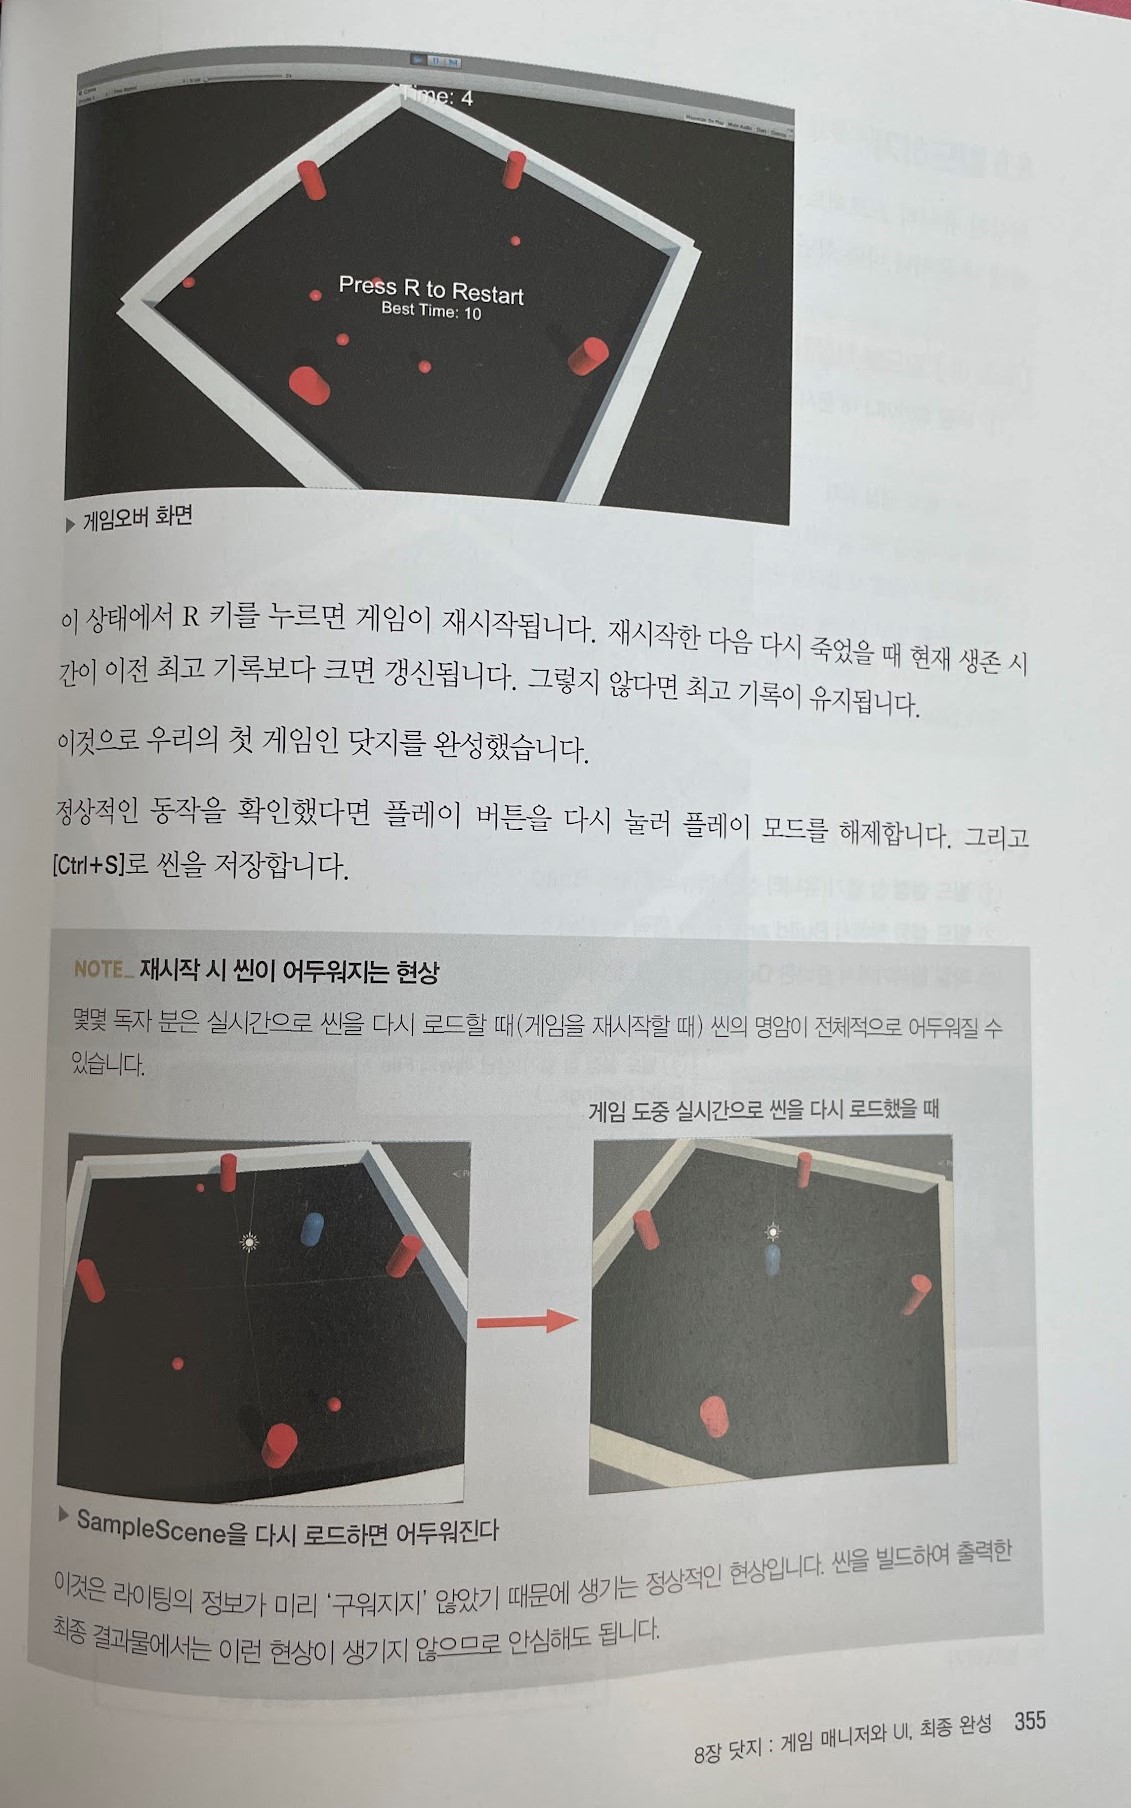 Time: 4
Press R to Restart
Best Time: 10
▶ 게임오버 화면
이 상태에서 R 키를 누르면 게임이 재시작됩니다. 재시작한 다음 다시 죽었을 때 현재 생존 시
간이 이전 최고 기록보다 크면 갱신됩니다. 그렇지 않다면 최고 기록이 유지됩니다.
이것으로 우리의 첫 게임인 닷지를 완성했습니다.
정상적인 동작을 확인했다면 플레이 버튼을 다시 눌러 플레이 모드를 해제합니다. 그리고
[Ctrl+S]로 씬을 저장합니다.
NOTE_ 재시작 시 씬이 어두워지는 현상
몇몇 독자 분은 실시간으로 씬을 다시 로드할 때(게임을 재시작할 때) 씬의 명암이 전체적으로 어두워질 수
있습니다.
게임 도중 실시간으로 씬을 다시 로드했을 때
▶ SampleScene을 다시 로드하면 어두워진다
이것은 라이팅의 정보가 미리 ‘구워지지’ 않았기 때문에 생기는 정상적인 현상입니다. 씬을 빌드하여 출력한
최종 결과물에서는 이런 현상이 생기지 않으므로 안심해도 됩니다.
8장 닷지 : 게임 매니저와 UI, 최종 완성 355